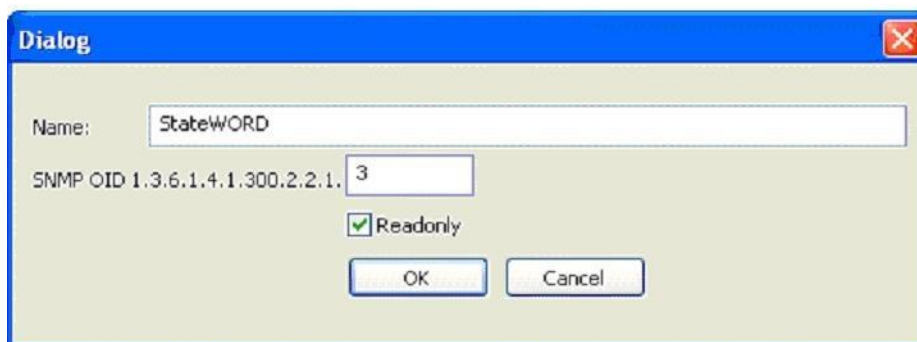 Dialog
Name: StateWORD
SNMP OID 1.3.6.1.4.1.300.2.2.1. 3
Readonly
OK Cancel